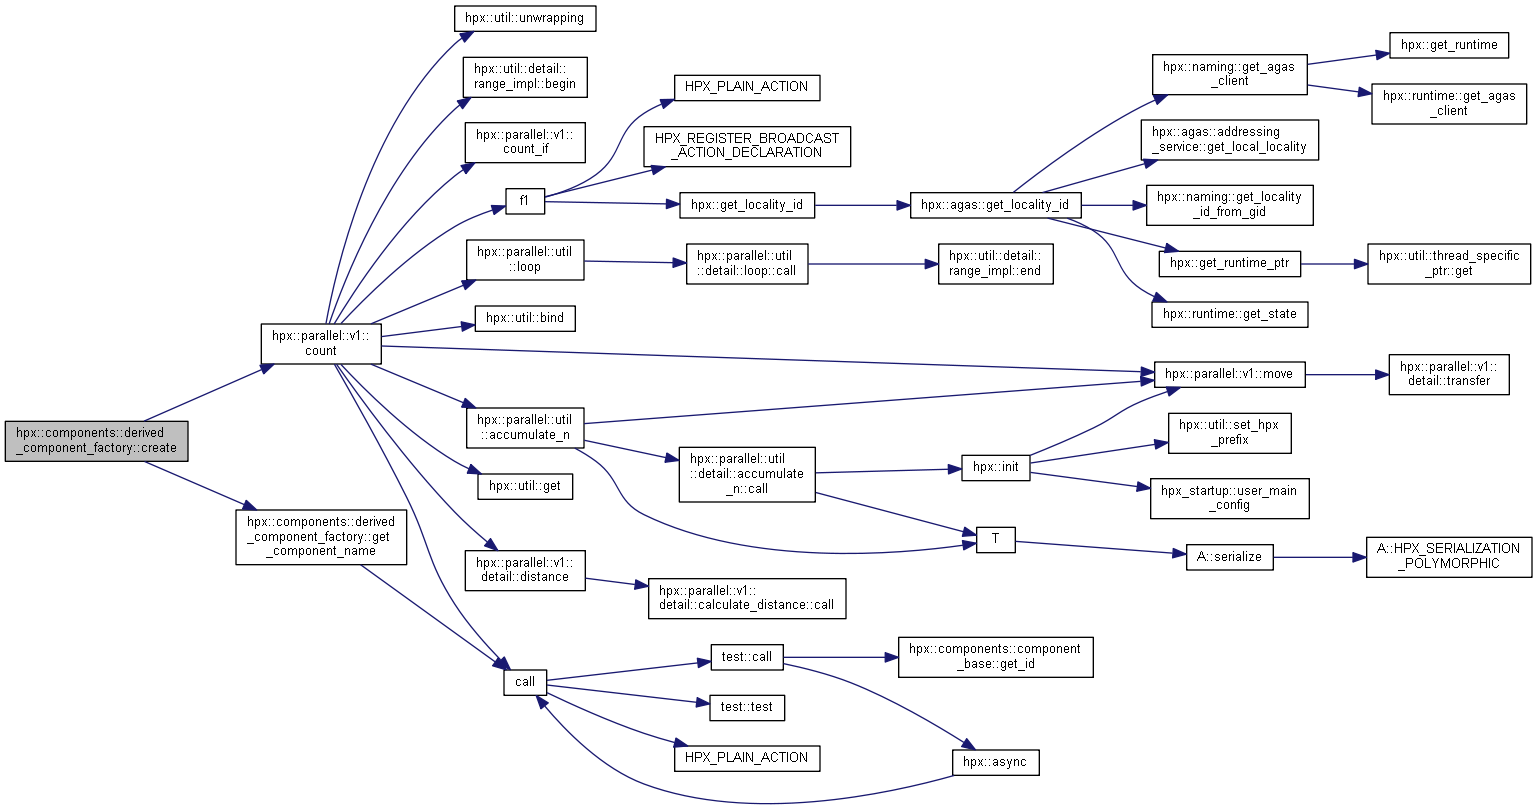 hpx::components::derived
_component_factory::create
hpx::parallel::v1::
count
hpx::components::derived
_component_factory::get
_component_name
hpx::util::unwrapping
hpx::util::detail::
range_impl::begin
hpx::parallel::v1::
count_if
f1
hpx::parallel::util
::loop
hpx::util::bind
hpx::parallel::util
::accumulate_n
hpx::util::get
hpx::parallel::v1::
detail::distance
call
HPX_PLAIN_ACTION
HPX_REGISTER_BROADCAST
_ACTION_DECLARATION
hpx::get_locality_id
hpx::parallel::util
::detail::loop::call
hpx::parallel::util
::detail::accumulate
_n::call
hpx::parallel::v1::
detail::calculate_distance::call
test::call
test::test
HPX_PLAIN_ACTION
hpx::agas::get_locality_id
hpx::util::detail::
range_impl::end
hpx::init
T
hpx::components::component
_base::get_id
hpx::async
hpx::naming::get_agas
_client
hpx::agas::addressing
_service::get_local_locality
hpx::naming::get_locality
_id_from_gid
hpx::get_runtime_ptr
hpx::runtime::get_state
hpx::parallel::v1::move
hpx::util::set_hpx
_prefix
hpx_startup::user_main
_config
A::serialize
hpx::get_runtime
hpx::runtime::get_agas
_client
hpx::util::thread_specific
_ptr::get
hpx::parallel::v1::
detail::transfer
A::HPX_SERIALIZATION
_POLYMORPHIC